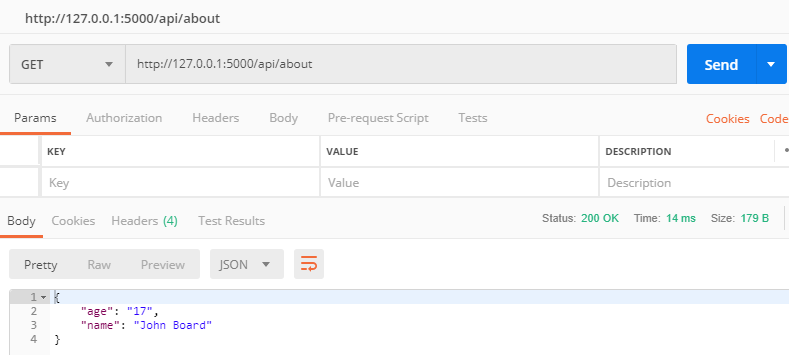 http://127.0.0.1:5000/api/about
GET http://127.0.0.1:5000/api/about Send
Params Authorization Headers Body Pre-request Script Tests Cookies Code
KEY VALUE DESCRIPTION
Key Value Description
Body Cookies Headers (4) Test Results Status: 200 OK Time: 14 ms Size: 179 B
Pretty Raw Preview JSON
1 {
2 "age": "17",
3 "name": "John Board"
4 }